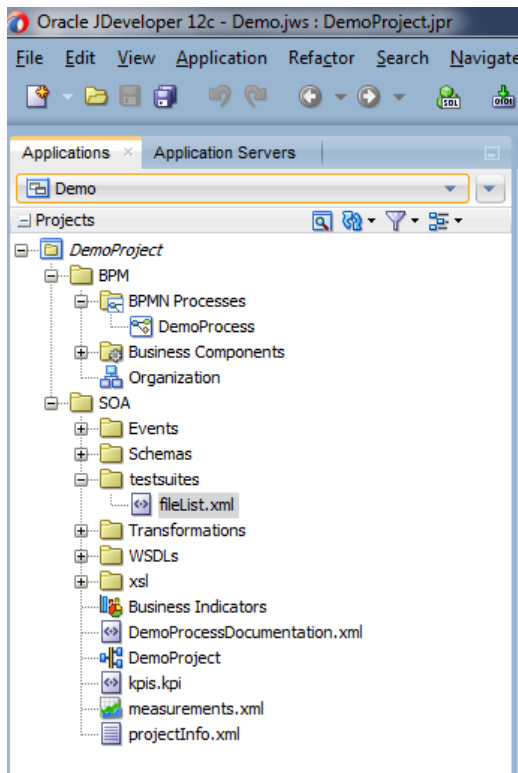 Oracle JDeveloper 12c - Demo.jws : DemoProject.jpr
File Edit View Application Refactor Search Navigate
SQL 0101
Applications × Application Servers
Demo
Projects
DemoProject
BPM
BPMN Processes
DemoProcess
Business Components
Organization
SOA
Events
Schemas
testsuites
fileList.xml
Transformations
WSDLs
xsl
Business Indicators
DemoProcessDocumentation.xml
DemoProject
kpis.kpi
measurements.xml
projectInfo.xml